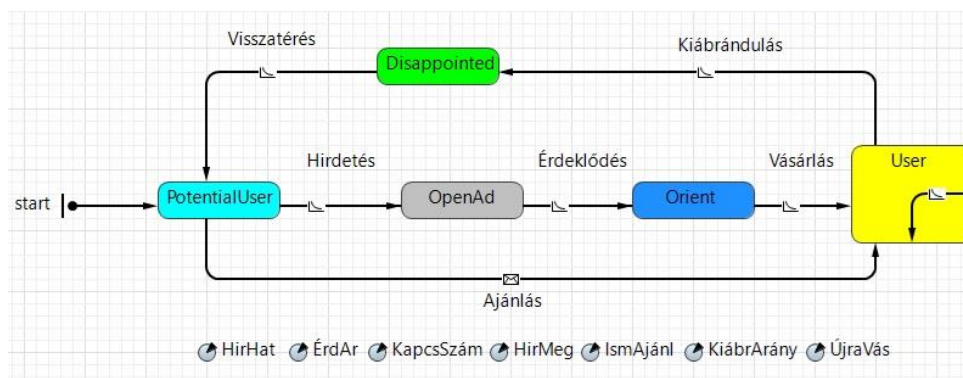 Visszatérés
Kiábrándulás
Disappointed
Hirdetés
Érdeklődés
Vásárlás
User
start
PotentialUser
OpenAd
Orient
Ajánlás
HirHat ÉrdAr KapcsSzám HirMeg IsmAjánl KiábrArány ÚjraVás